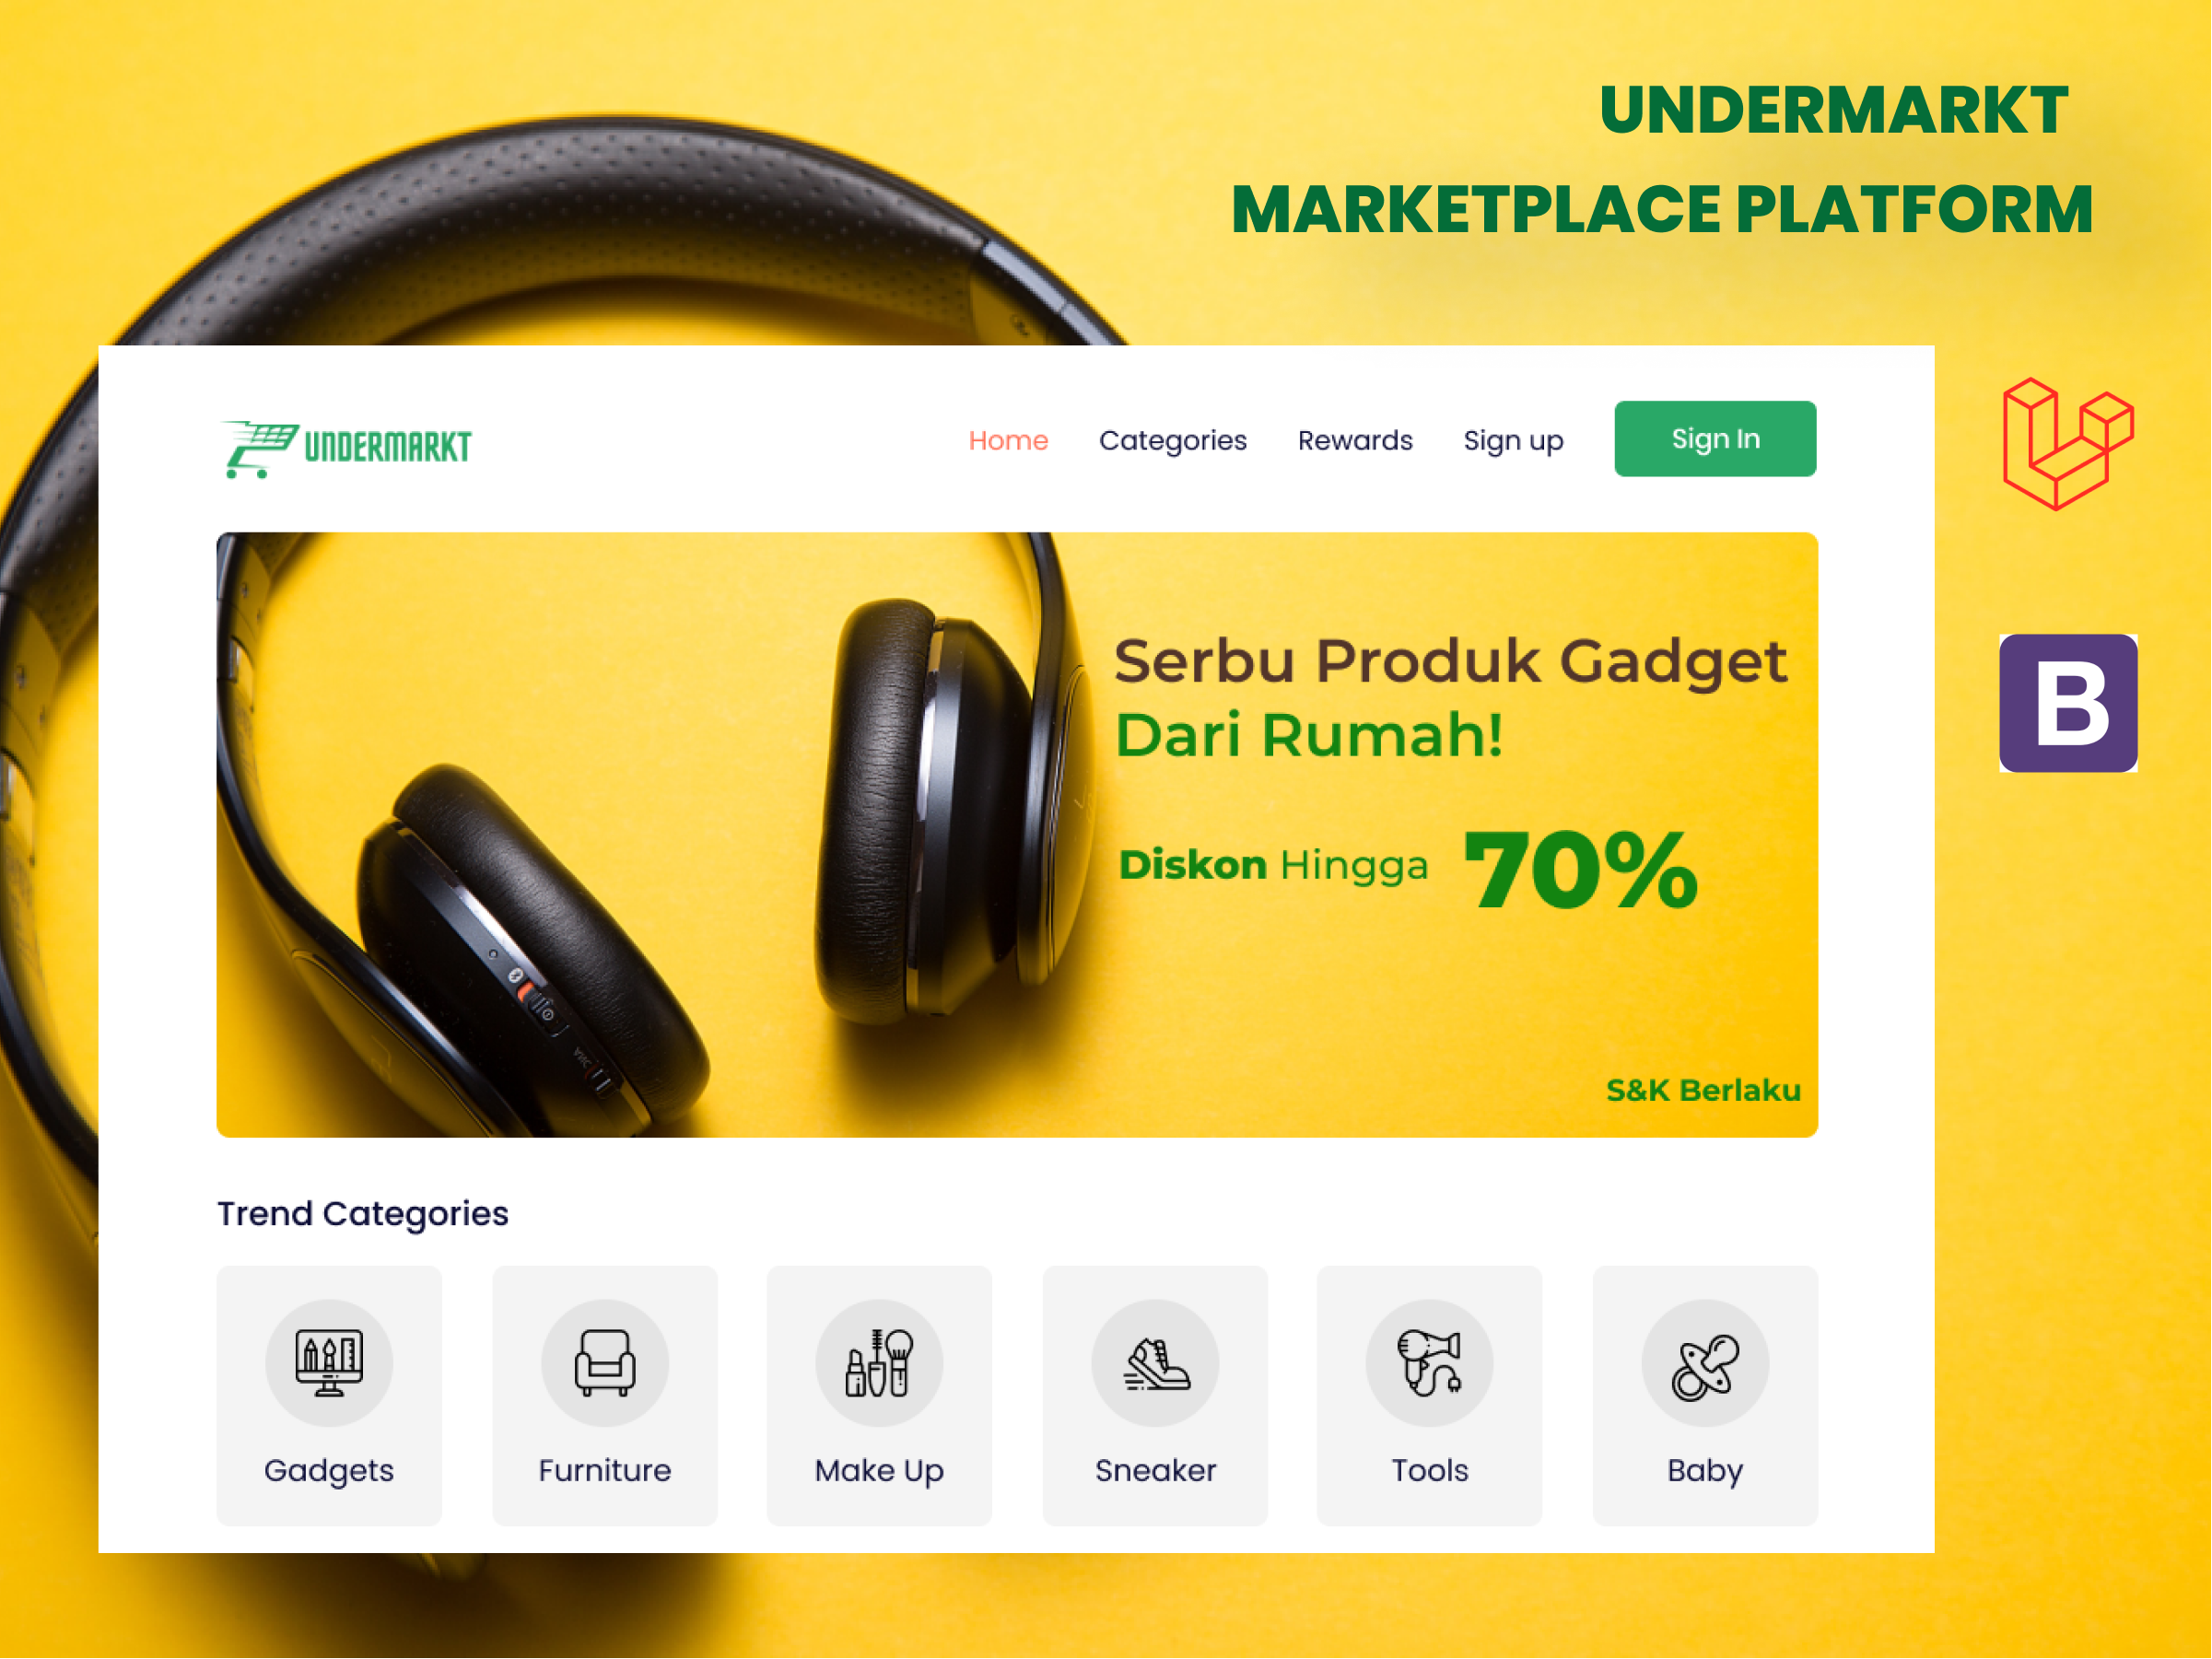 UNDERMARKT
MARKETPLACE PLATFORM
UNDERMARKT
Home Categories Rewards Sign up Sign In
Serbu Produk Gadget
Dari Rumah!
Diskon Hingga 70%
S&K Berlaku
B
Trend Categories
Gadgets Furniture Make Up Sneaker Tools Baby